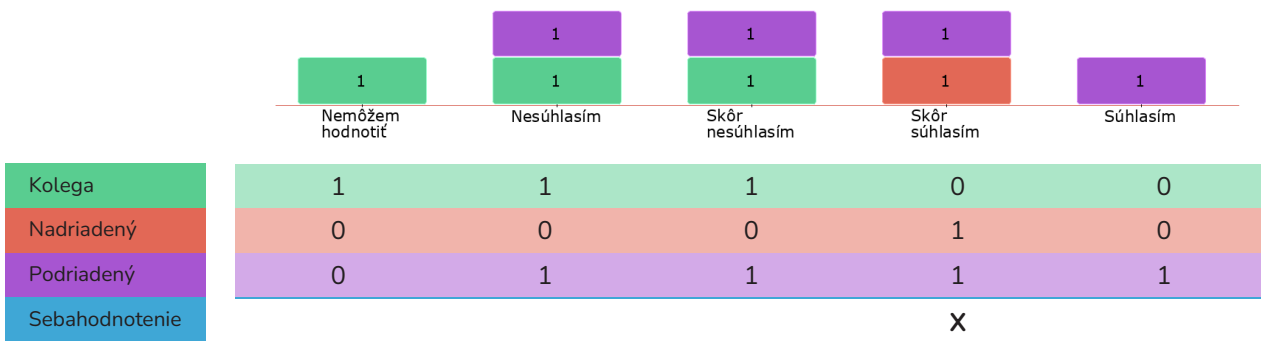 1 1 1
1 1 1 1 1
Nemôžem hodnotiť
Nesúhlasím
Skôr nesúhlasím
Skôr súhlasím
Súhlasím
Kolega 1 1 1 0 0
Nadriadený 0 0 0 1 0
Podriadený 0 1 1 1 1
Sebahodnotenie x